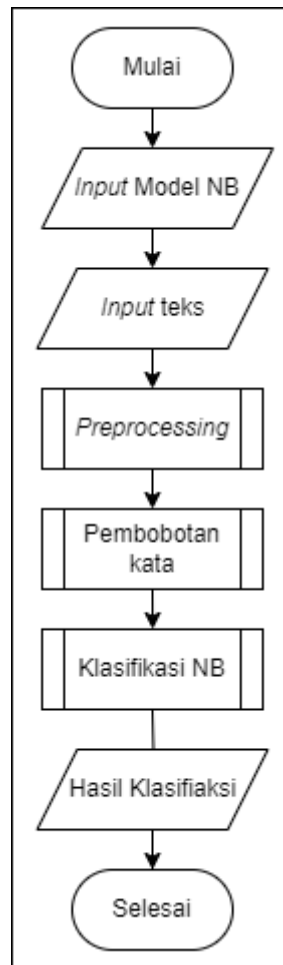 Mulai
Input Model NB
Input teks
Preprocessing
Pembobotan
kata
Klasifikasi NB
Hasil Klasifiaksi
Selesai